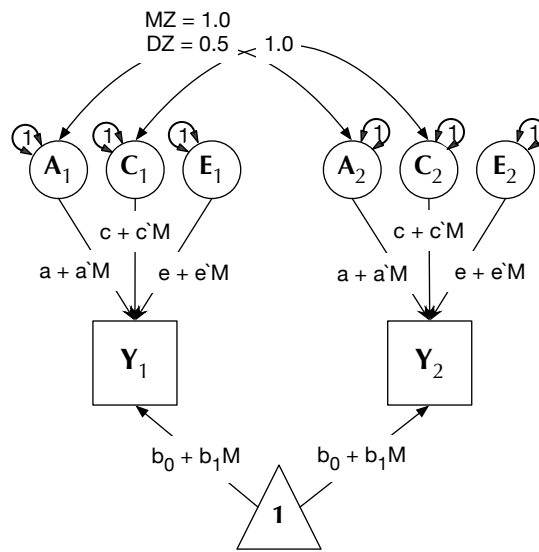 MZ = 1.0
DZ = 0.5 1.0
1 1 1 1 1 1
A₁ C₁ E₁ A₂ C₂ E₂
c + c`M c + c`M
a + a`M e + e`M a + a`M e + e`M
Y₁ Y₂
b₀ + b₁M b₀ + b₁M
1